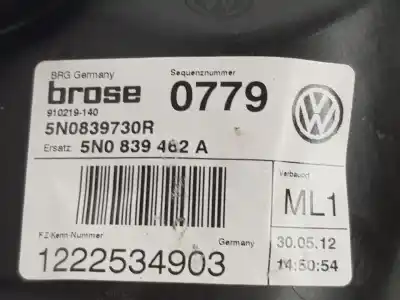 BRG Germany
Sequenznummer
brose
0779
910219-140
5N0839730R
Ersatz: 5N0 839 462 A
Verbauort
ML1
FZ-Kenn-Nummer
Germany
30.05.12
1222534903
14:50:54